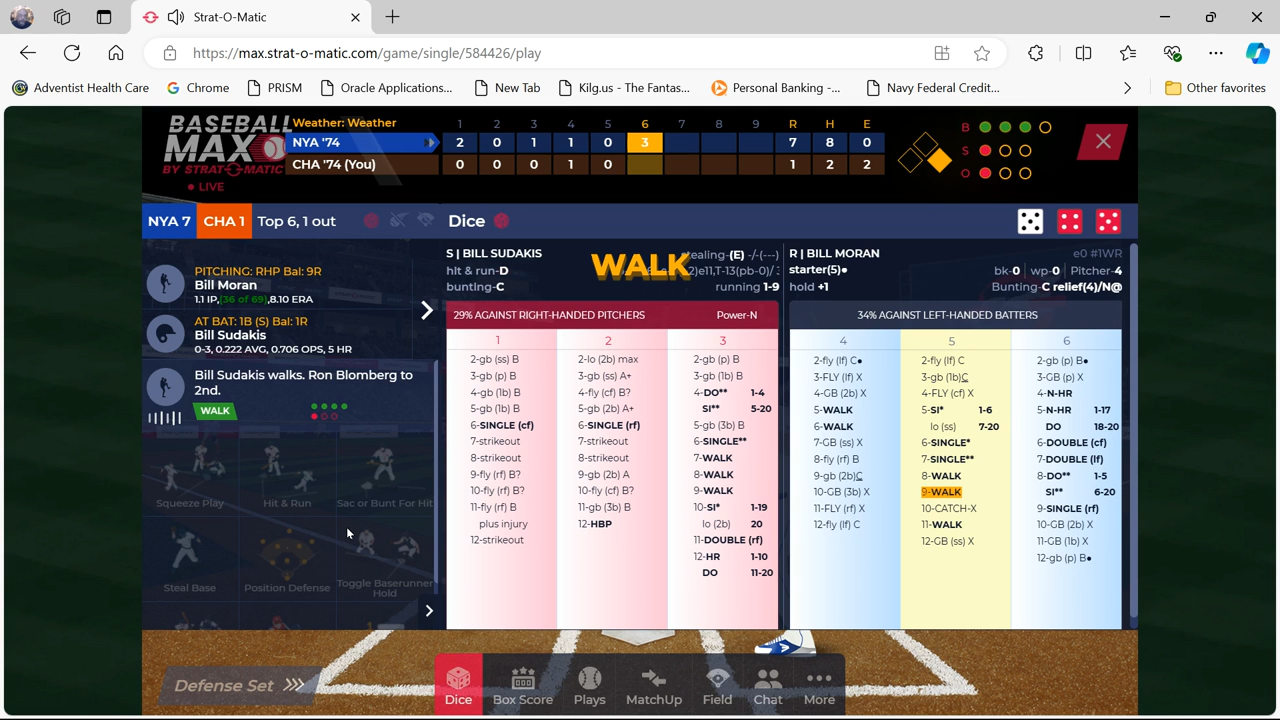 Strat-O-Matic
https://max.strat-o-matic.com/game/single/584426/play
Adventist Health Care
Chrome
PRISM
Oracle Applications...
New Tab
Kilg.us - The Fantas...
Personal Banking -...
Navy Federal Credit...
Other favorites
BASEBALL
MAX
BY STRAT-O-MATIC
LIVE
Weather: Weather 1 2 3 4 5 6 7 8 9 R H E
NYA '74 2 0 1 1 0 3 7 8 0
CHA '74 (You) 0 0 0 1 0 1 2 2
B
S
O
NYA 7 CHA 1 Top 6, 1 out
Dice
PITCHING: RHP Bal: 9R
Bill Moran
1.1 IP,(36 of 69),8.10 ERA
AT BAT: 1B (S) Bal: 1R
Bill Sudakis
0-3, 0.222 AVG, 0.706 OPS, 5 HR
Bill Sudakis walks. Ron Blomberg to
2nd.
WALK
Squeeze Play
Hit & Run
Sac or Bunt For Hit
Steal Base
Position Defense
Toggle Baserunner
Hold
Defense Set
S | BILL SUDAKIS
hit & run-D
bunting-C
WALK
ealing-(E) -/-(---)
2)e11,T-13(pb-0)/
running 1-9
29% AGAINST RIGHT-HANDED PITCHERS Power-N
1
2-gb (ss) B
3-gb (p) B
4-gb (1b) B
5-gb (1b) B
6-SINGLE (cf)
7-strikeout
8-strikeout
9-fly (rf) B?
10-fly (rf) B?
11-fly (rf) B
plus injury
12-strikeout
2
2-lo (2b) max
3-gb (ss) A+
4-fly (cf) B?
5-gb (2b) A+
6-SINGLE (rf)
7-strikeout
8-strikeout
9-gb (2b) A
10-fly (cf) B?
11-gb (3b) B
12-HBP
3
2-gb (p) B
3-gb (1b) B
4-DO** 1-4
SI** 5-20
5-gb (3b) B
6-SINGLE**
7-WALK
8-WALK
9-WALK
10-SI* 1-19
lo (2b) 20
11-DOUBLE (rf)
12-HR 1-10
DO 11-20
R | BILL MORAN
starter(5)●
hold +1
e0 #1WR
bk-0 | wp-0 | Pitcher-4
Bunting-C relief(4)/N@
34% AGAINST LEFT-HANDED BATTERS
4
2-fly (lf) C●
3-FLY (lf) X
4-GB (2b) X
5-WALK
6-WALK
7-GB (ss) X
8-fly (rf) B
9-gb (2b)C
10-GB (3b) X
11-FLY (rf) X
12-fly (lf) C
5
2-fly (lf) C
3-gb (1b)C
4-FLY (cf) X
5-SI* 1-6
lo (ss) 7-20
6-SINGLE*
7-SINGLE**
8-WALK
9-WALK
10-CATCH-X
11-WALK
12-GB (ss) X
6
2-gb (p) B●
3-GB (p) X
4-N-HR
5-N-HR 1-17
DO 18-20
6-DOUBLE (cf)
7-DOUBLE (lf)
8-DO** 1-5
SI** 6-20
9-SINGLE (rf)
10-GB (2b) X
11-GB (1b) X
12-gb (p) B●
Dice
Box Score
Plays
MatchUp
Field
Chat
More